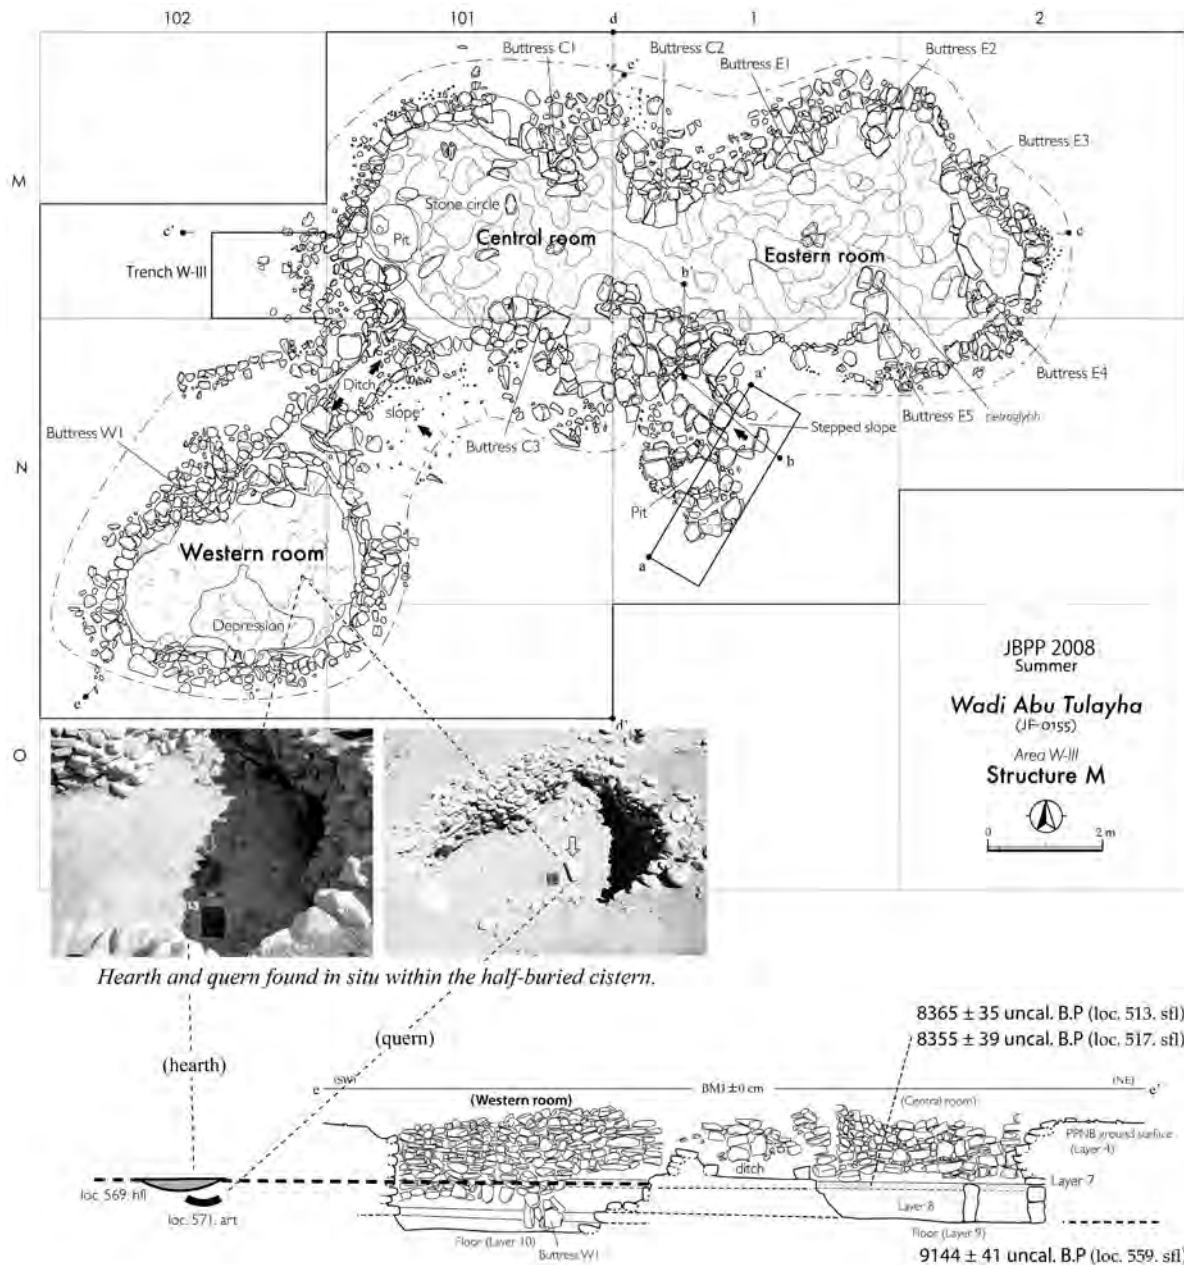 102
101
d
1
2
Buttress C1
Buttress C2
Buttress E1
Buttress E2
e'
Buttress E3
M
Stone circle
c'
Pit
Central room
Eastern room
c
Trench W-III
b'
Ditch
a'
Buttress E4
slope
Buttress W1
Buttress C3
Stepped slope
Buttress E5
petroglyph
N
b
Pit
Western room
a
Depression
e
d'
O
JBPP 2008
Summer
Wadi Abu Tulayha
(JF-0155)
Area W-III
Structure M
0
2 m
Hearth and quern found in situ within the half-buried cistern.
8365 ± 35 uncal. B.P (loc. 513. sfl)
8355 ± 39 uncal. B.P (loc. 517. sfl)
(hearth)
(quern)
e
(SW)
BM3 ±0 cm
(NE)
e'
(Western room)
(Central room)
PPNB ground surface
(Layer 4)
ditch
Layer 7
loc. 569. hfl
Layer 8
loc. 571. art
Floor (Layer 10)
Floor (Layer 9)
Buttress W1
9144 ± 41 uncal. B.P (loc. 559. sfl)